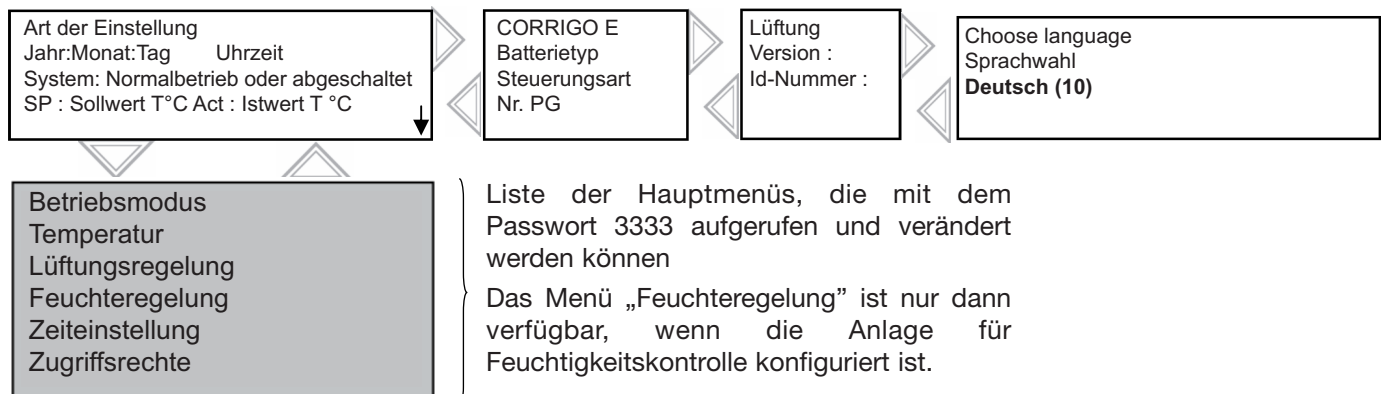 Art der Einstellung
Jahr:Monat:Tag Uhrzeit
System: Normalbetrieb oder abgeschaltet
SP : Sollwert T°C Act : Istwert T °C
CORRIGO E
Batterietyp
Steuerungsart
Nr. PG
Lüftung
Version :
Id-Nummer :
Choose language
Sprachwahl
Deutsch (10)
Betriebsmodus
Temperatur
Lüftungsregelung
Feuchteregelung
Zeiteinstellung
Zugriffsrechte
Liste der Hauptmenüs, die mit dem
Passwort 3333 aufgerufen und verändert
werden können
Das Menü „Feuchteregelung” ist nur dann
verfügbar, wenn die Anlage für
Feuchtigkeitskontrolle konfiguriert ist.